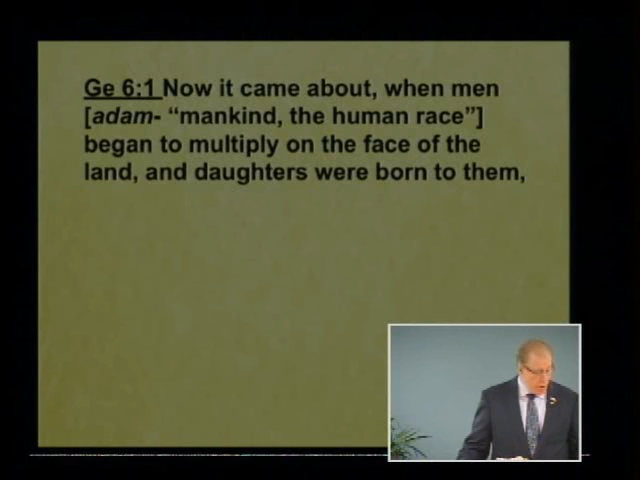 Ge 6:1 Now it came about, when men
[adam- “mankind, the human race”]
began to multiply on the face of the
land, and daughters were born to them,